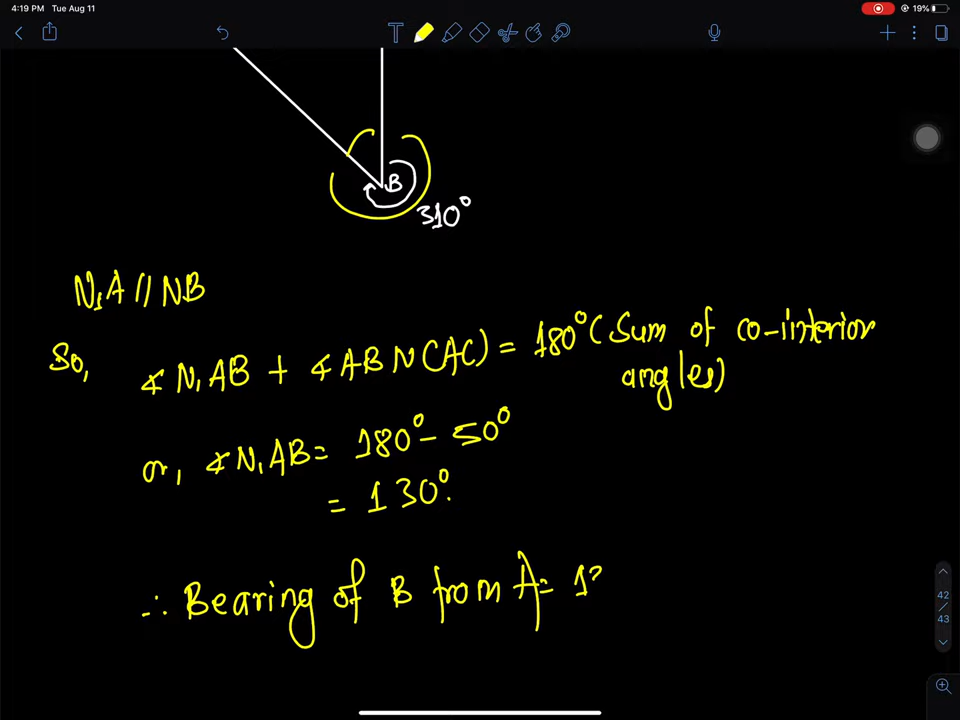 4:19 PM Tue Aug 11
19%
T
B
310°
N₁A // NB
So,
∡ N₁AB + ∡ ABN (AC) = 180° (Sum of co-interior
angles)
or, ∡N₁AB = 180° - 50°
= 130°.
∴ Bearing of B from A = 13
42
/
43